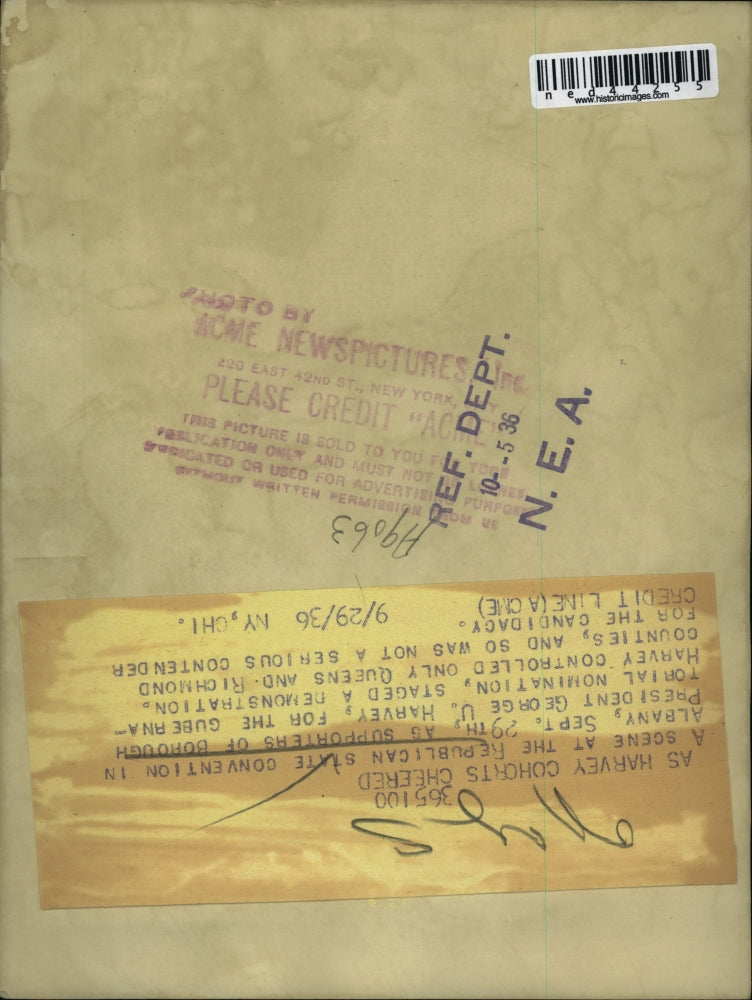 ned44255
www.historicimages.com
PHOTO BY
ACME NEWSPICTURES, Inc.
220 EAST 42ND ST., NEW YORK, N.Y.
PLEASE CREDIT "ACME"
THIS PICTURE IS SOLD TO YOU FOR YOUR
PUBLICATION ONLY AND MUST NOT BE LOANED
SYNDICATED OR USED FOR ADVERTISING PURPOSES
WITHOUT WRITTEN PERMISSION FROM US
REF. DEPT.
10--5 36
N. E. A.
365100
AS HARVEY COHORTS CHEERED
A SCENE AT THE REPUBLICAN STATE CONVENTION IN
ALBANY, SEPT. 29TH, AS SUPPORTERS OF BOROUGH
PRESIDENT GEORGE U. HARVEY, FOR THE GUBERNA-
TORIAL NOMINATION, STAGED A DEMONSTRATION.
HARVEY CONTROLLED ONLY QUEENS AND RICHMOND
COUNTIES, AND SO WAS NOT A SERIOUS CONTENDER
FOR THE CANDIDACY.
CREDIT LINE (ACME) 9/29/36 NY, CHI.